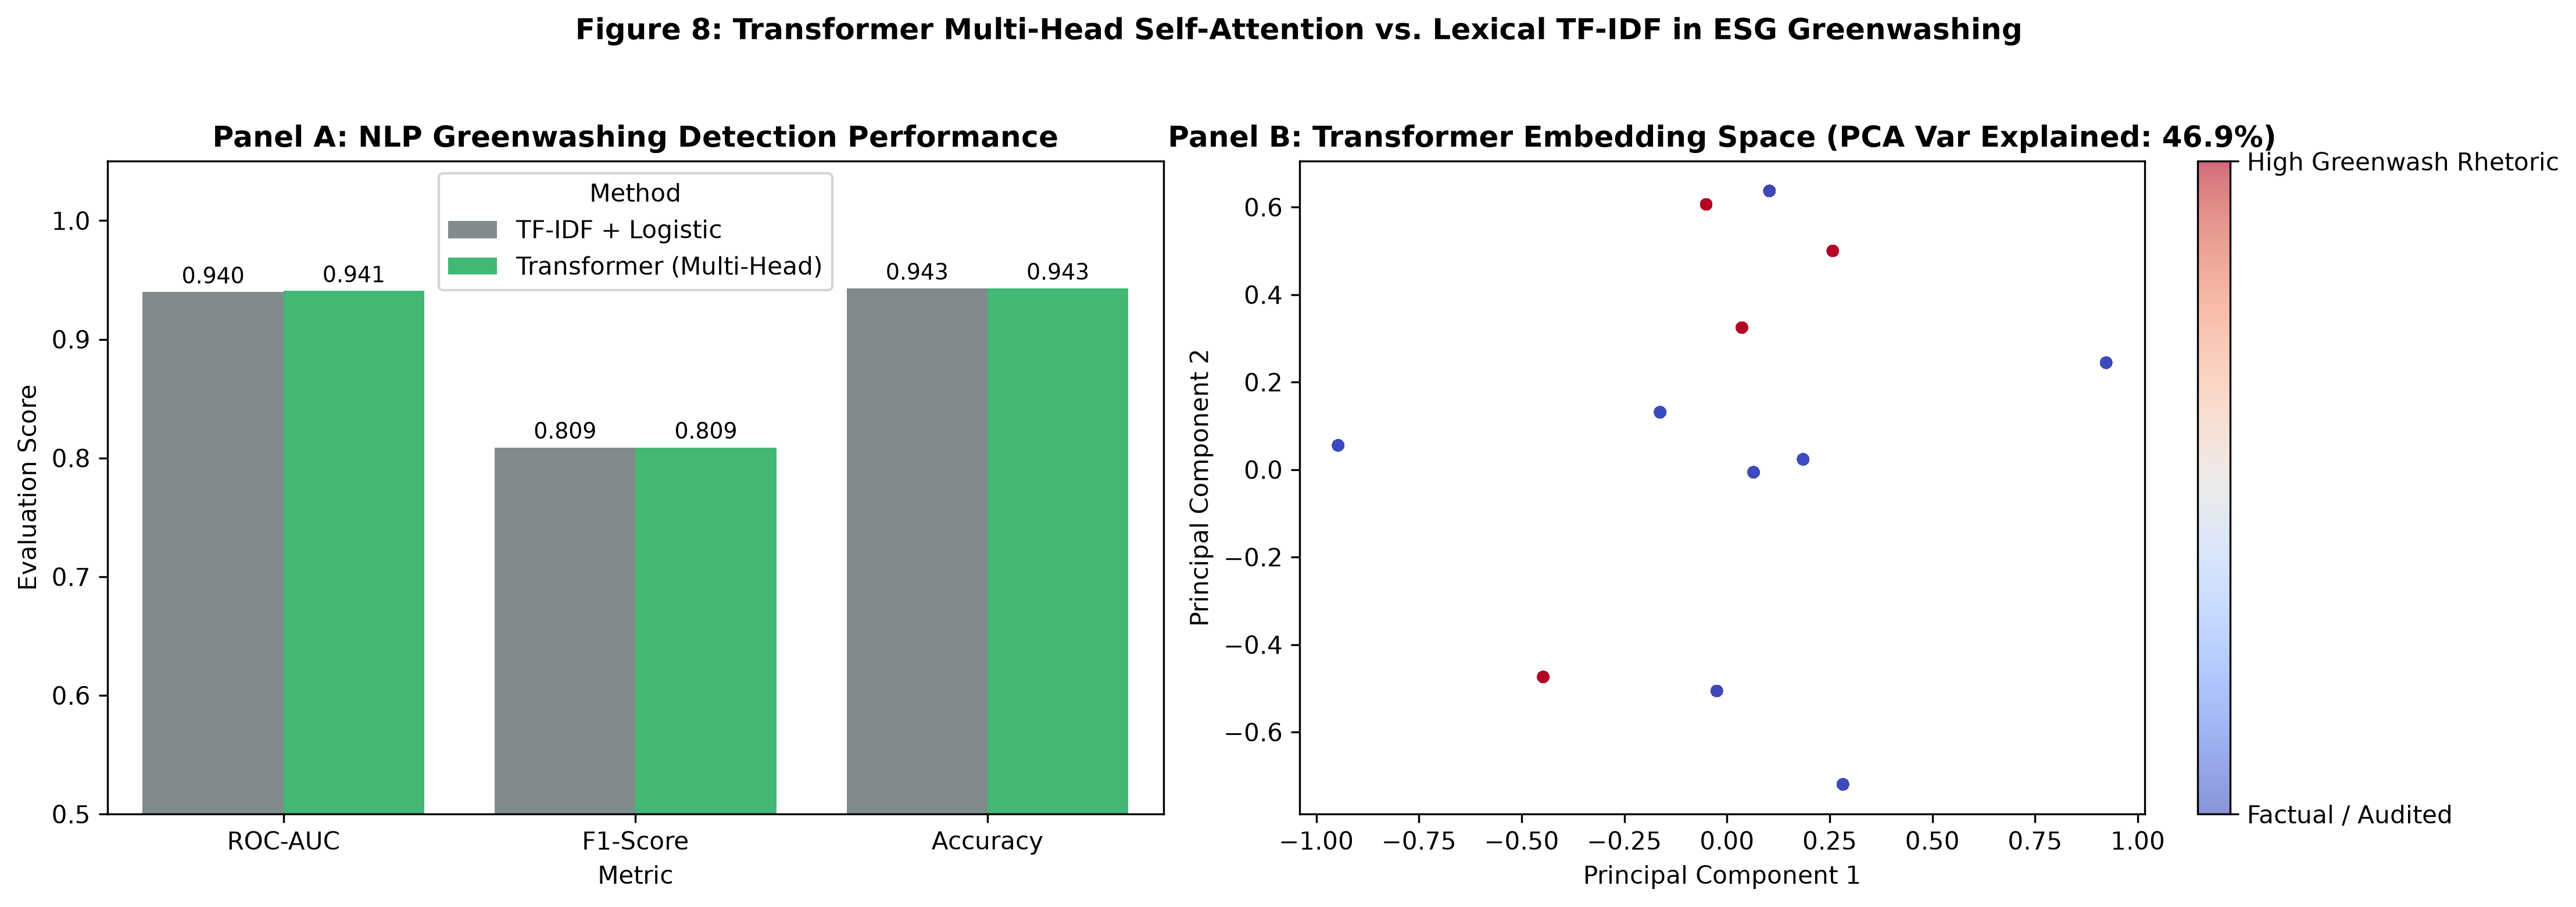 Figure 8: Transformer Multi-Head Self-Attention vs. Lexical TF-IDF in ESG Greenwashing
Panel A: NLP Greenwashing Detection Performance
Method
TF-IDF + Logistic
Transformer (Multi-Head)
1.0
0.9
0.8
0.7
0.6
0.5
Evaluation Score
0.940
0.941
0.809
0.809
0.943
0.943
ROC-AUC
F1-Score
Accuracy
Metric
Panel B: Transformer Embedding Space (PCA Var Explained: 46.9%)
0.6
0.4
0.2
0.0
−0.2
−0.4
−0.6
Principal Component 2
−1.00
−0.75
−0.50
−0.25
0.00
0.25
0.50
0.75
1.00
Principal Component 1
High Greenwash Rhetoric
Factual / Audited